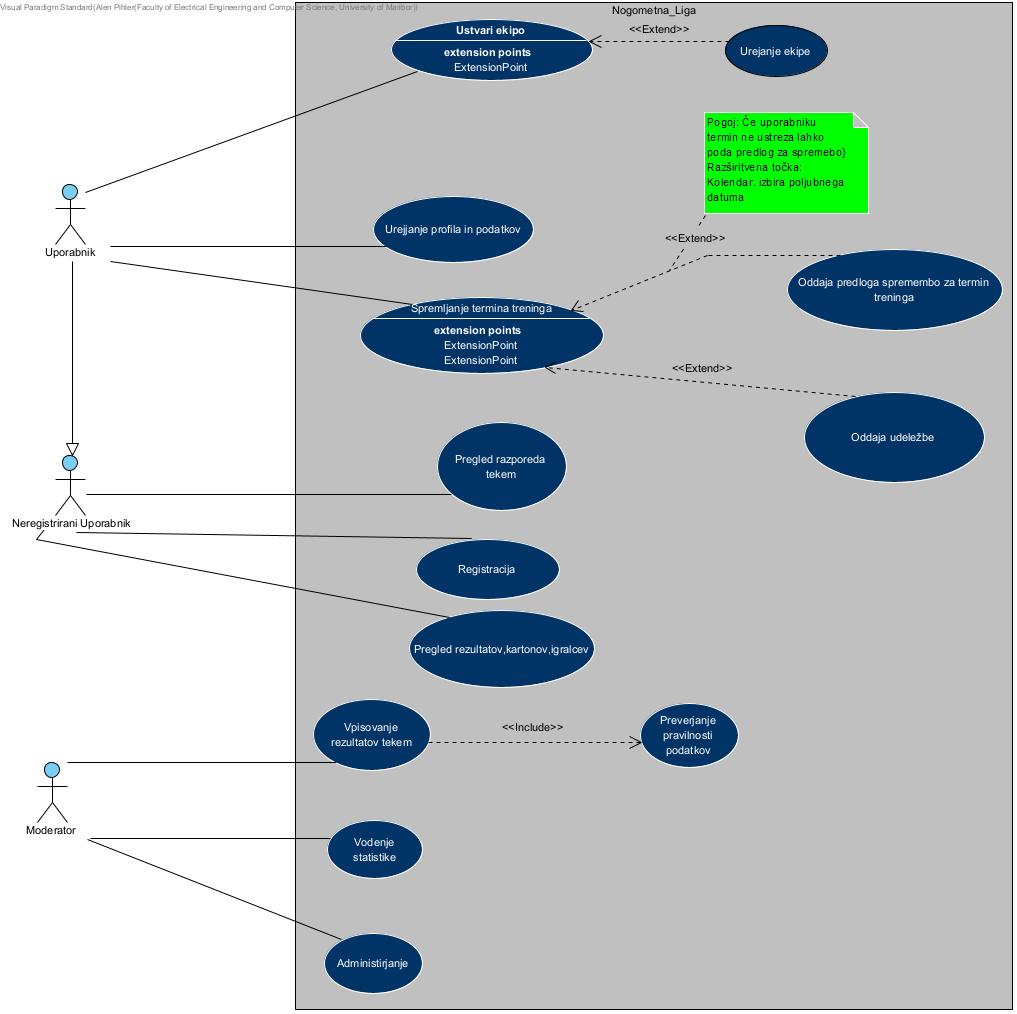 Visual Paradigm Standard(Alen Pihler(Faculty of Electrical Engineering and Computer Science, University of Maribor))
Nogometna_Liga
Ustvari ekipo
extension points
ExtensionPoint
<<Extend>>
Urejanje ekipe
Pogoj: Če uporabniku
termin ne ustreza lahko
poda predlog za spremebo}
Razširitvena točka:
Kolendar: izbira poljubnega
datuma
Uporabnik
Urejjanje profila in podatkov
<<Extend>>
Spremljanje termina treninga
extension points
ExtensionPoint
ExtensionPoint
Oddaja predloga spremembo za termin
treninga
<<Extend>>
Oddaja udeležbe
Pregled razporeda
tekem
Neregistrirani Uporabnik
Registracija
Pregled rezultatov,kartonov,igralcev
Vpisovanje
rezultatov tekem
<<Include>>
Preverjanje
pravilnosti
podatkov
Moderator
Vodenje
statistike
Administirjanje